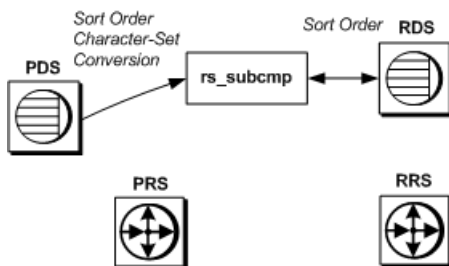 Sort Order
Character-Set
Conversion
Sort Order
RDS
PDS
rs_subcmp
PRS
RRS